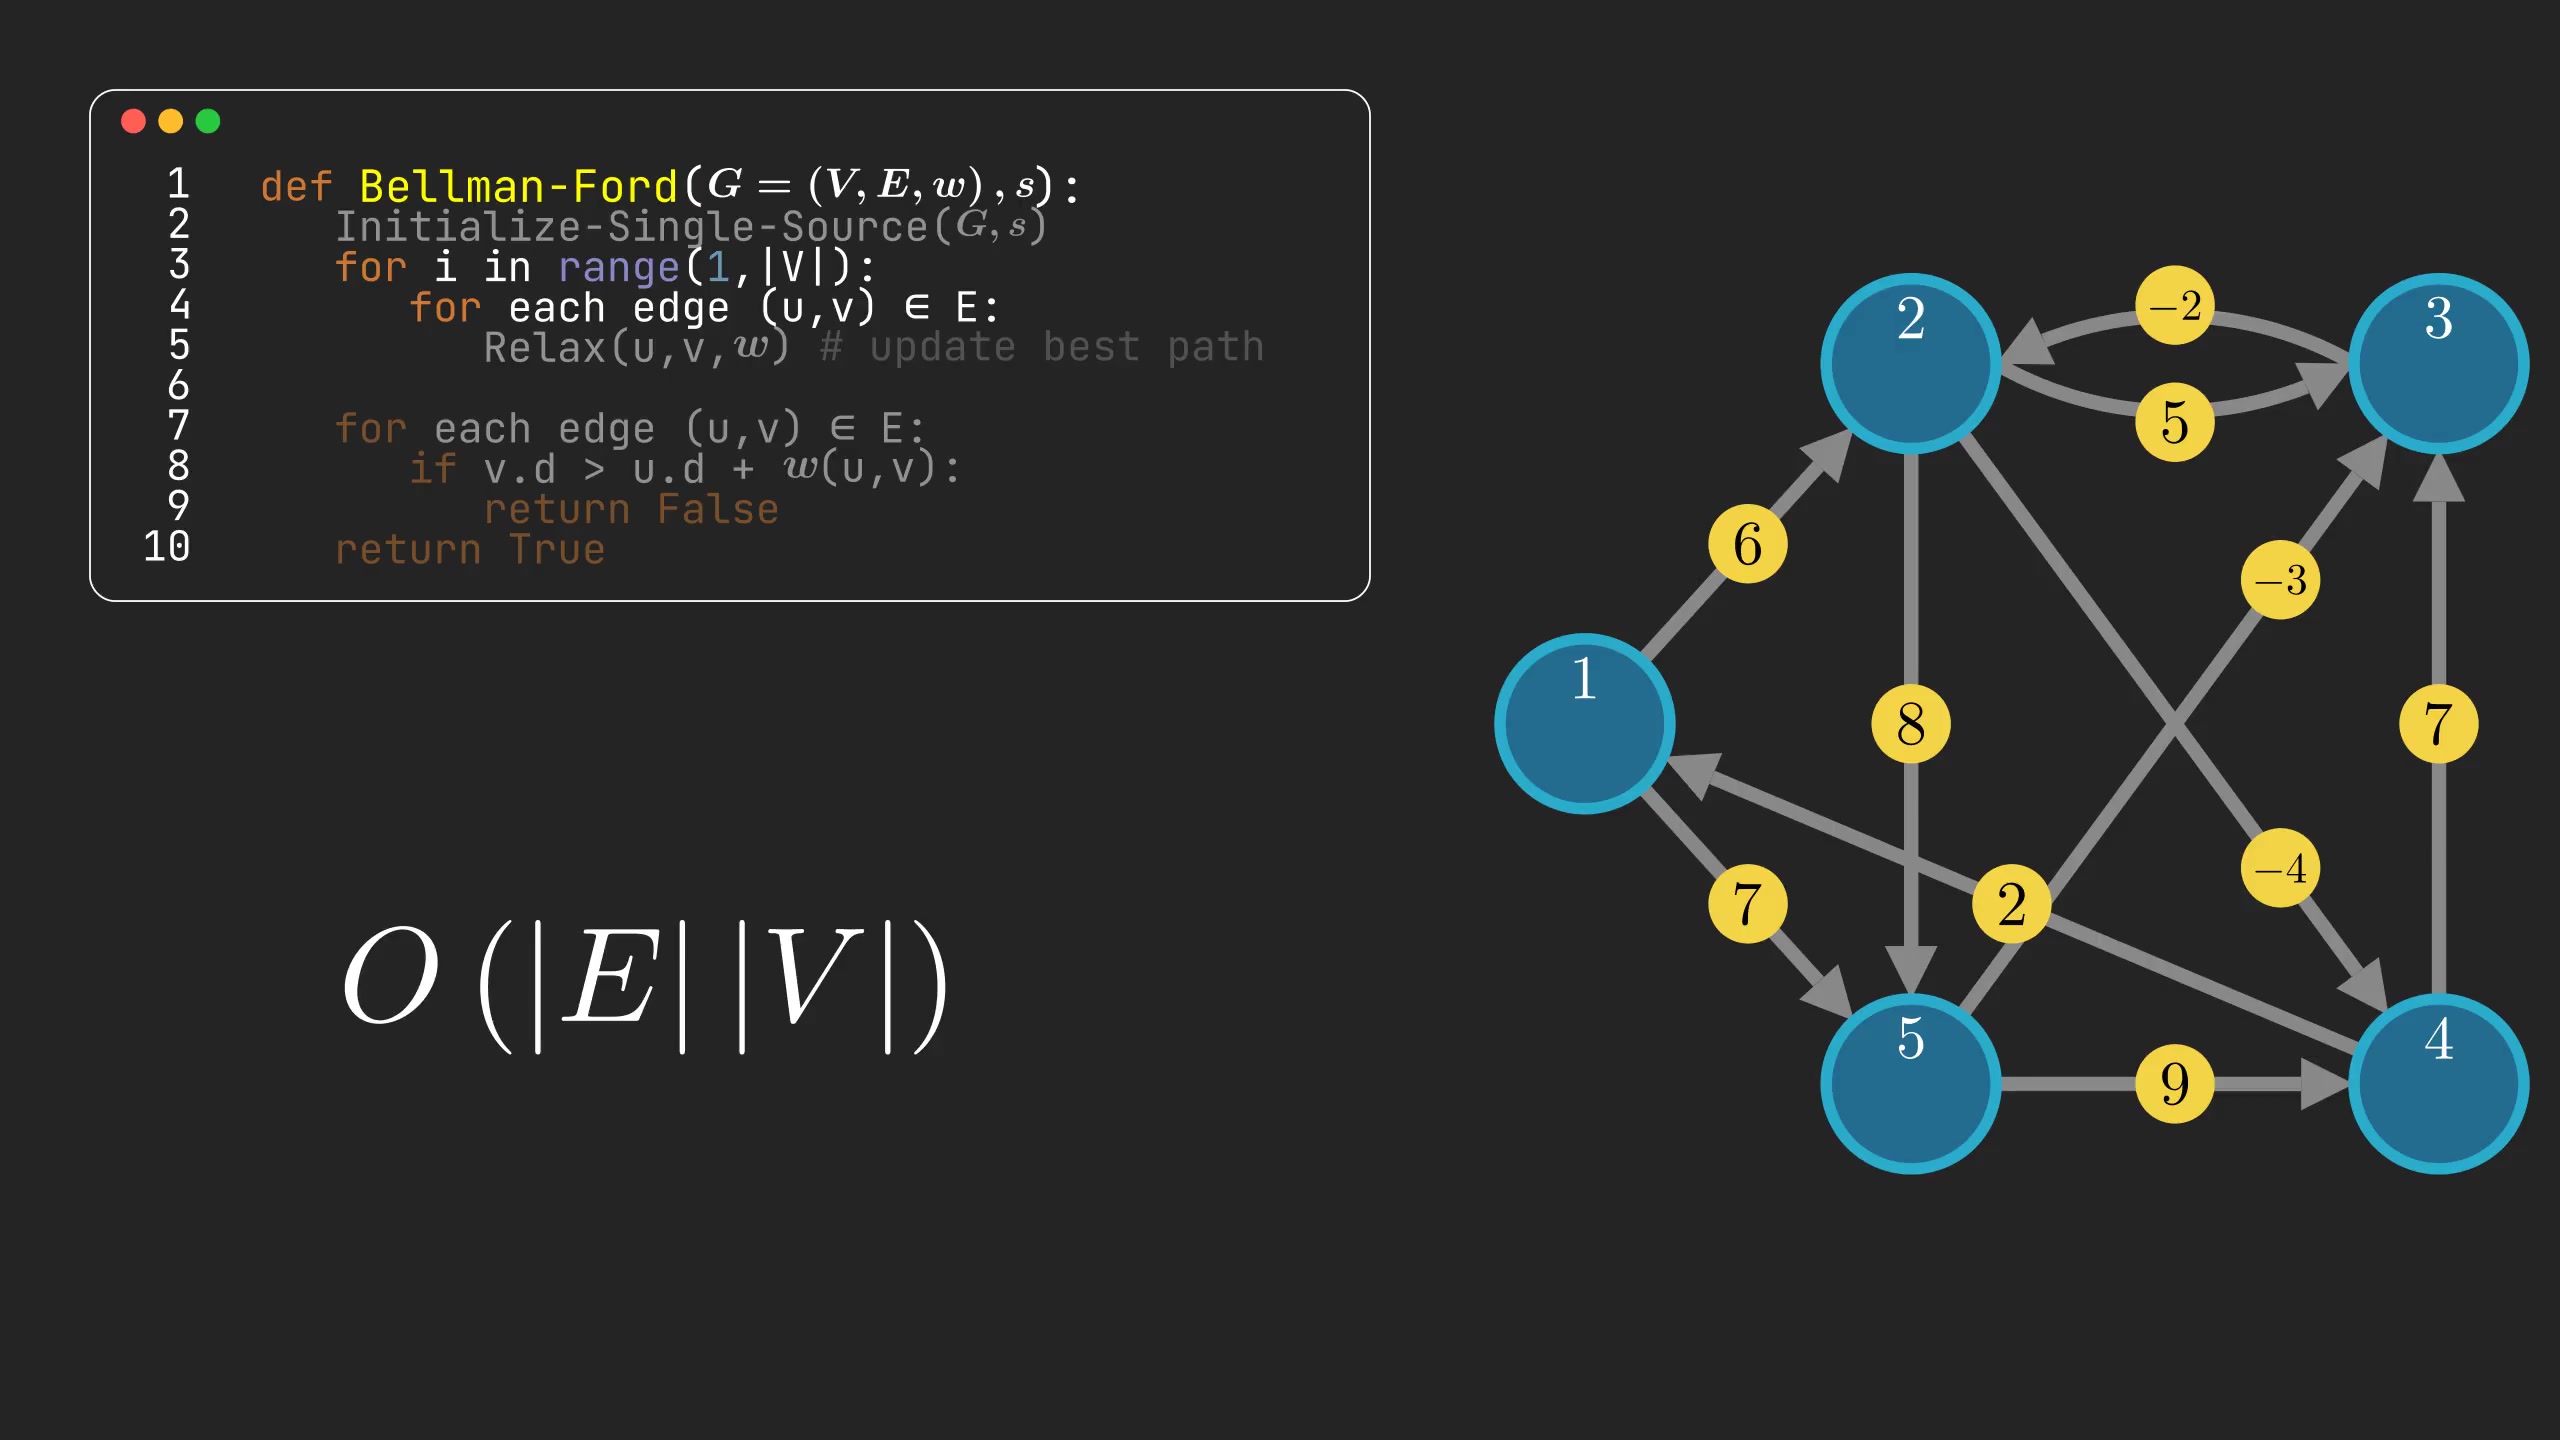 1 def Bellman-Ford(G = (V, E, w), s):
2 Initialize-Single-Source(G, s)
3 for i in range(1,|V|):
4 for each edge (u,v) ∈ E:
5 Relax(u,v,w) # update best path
6
7 for each edge (u,v) ∈ E:
8 if v.d > u.d + w(u,v):
9 return False
10 return True
O(|E| |V|)
2
−2
3
5
6
−3
1
8
7
7
2
−4
5
9
4